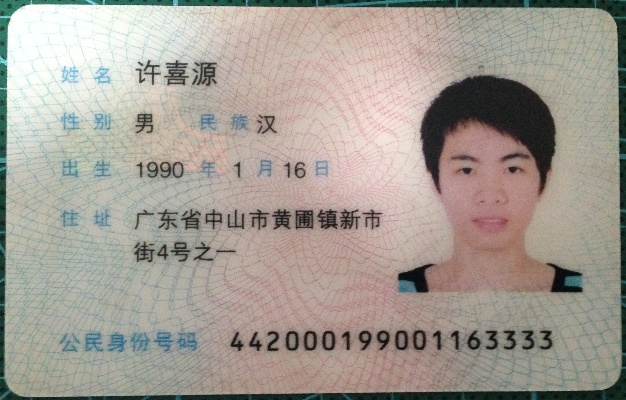 姓名 许喜源
性别 男 民族 汉
出生 1990 年 1 月 16 日
住址 广东省中山市黄圃镇新市
街4号之一
公民身份号码 442000199001163333